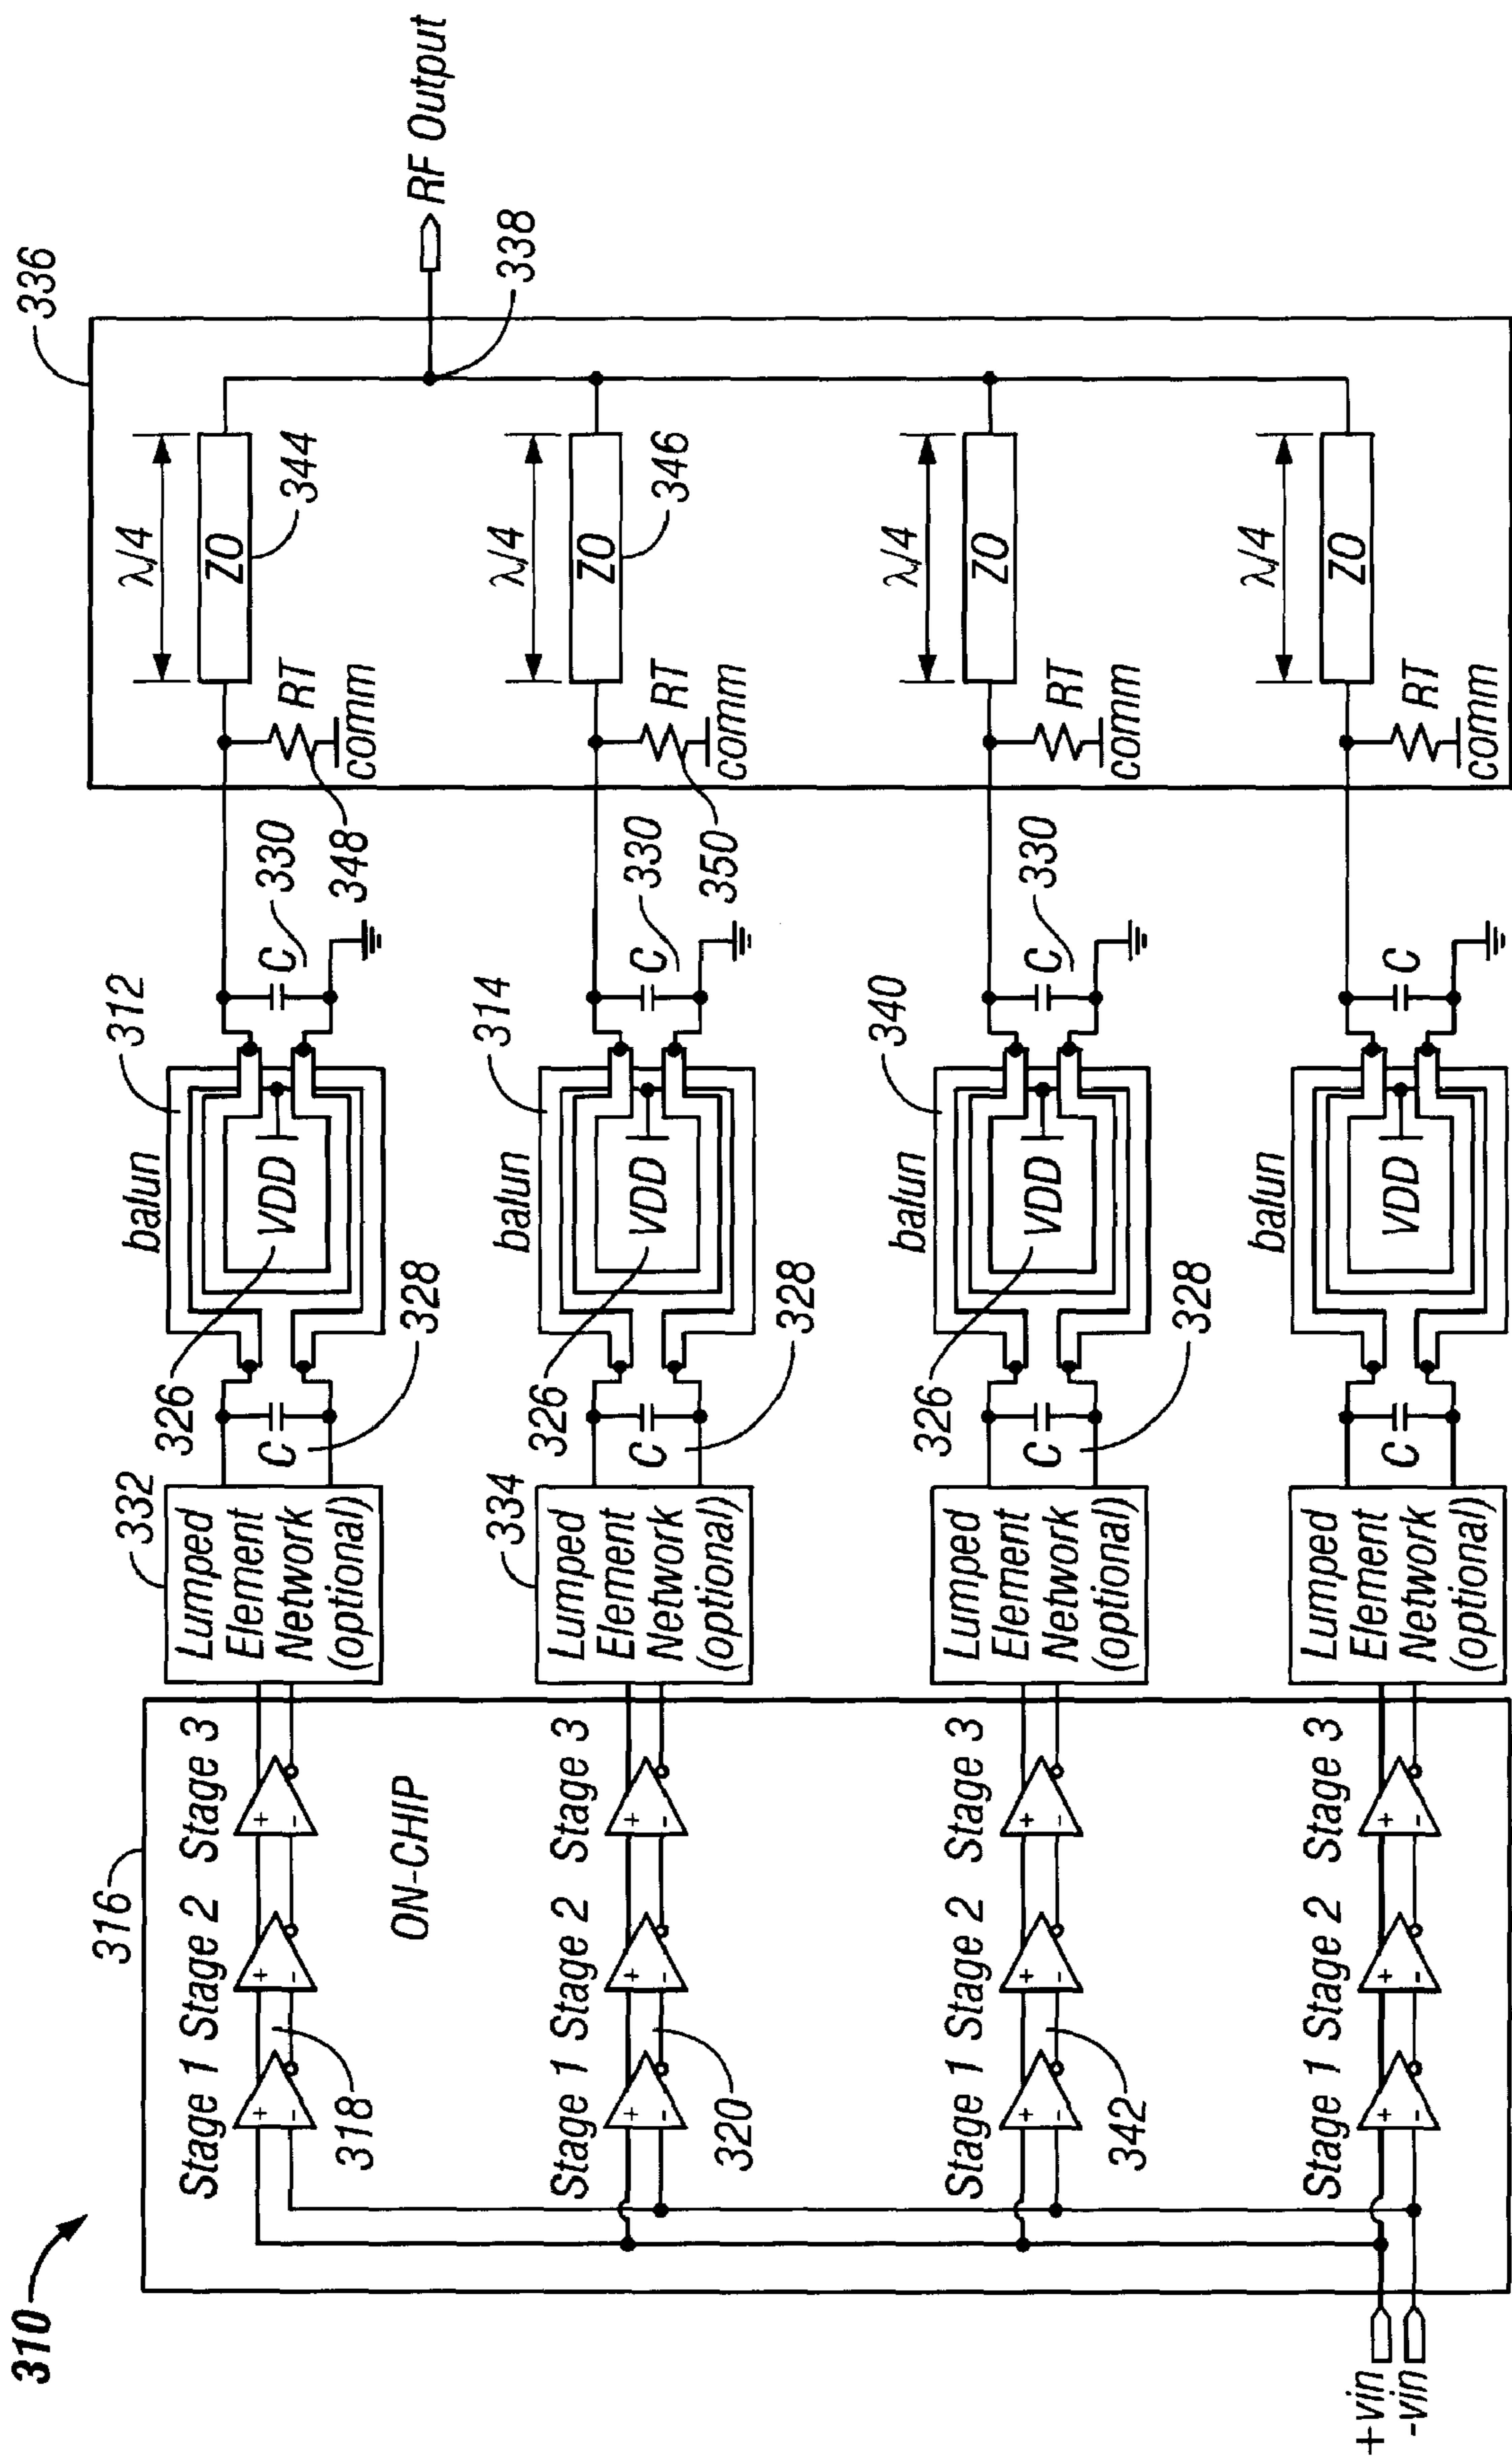 310
316
Stage 1 Stage 2 Stage 3
318
ON-CHIP
332
Lumped
Element
Network
(optional)
C
328
326
balun
312
VDD
C
330
348
RT
comm
λ/4
ZO
344
336
338
RF Output
Stage 1 Stage 2 Stage 3
320
334
Lumped
Element
Network
(optional)
C
328
326
balun
314
VDD
C
330
350
RT
comm
λ/4
ZO
346
Stage 1 Stage 2 Stage 3
342
Lumped
Element
Network
(optional)
C
328
326
balun
340
VDD
C
330
RT
comm
λ/4
ZO
Stage 1 Stage 2 Stage 3
Lumped
Element
Network
(optional)
C
balun
VDD
C
RT
comm
λ/4
ZO
+vin
-vin